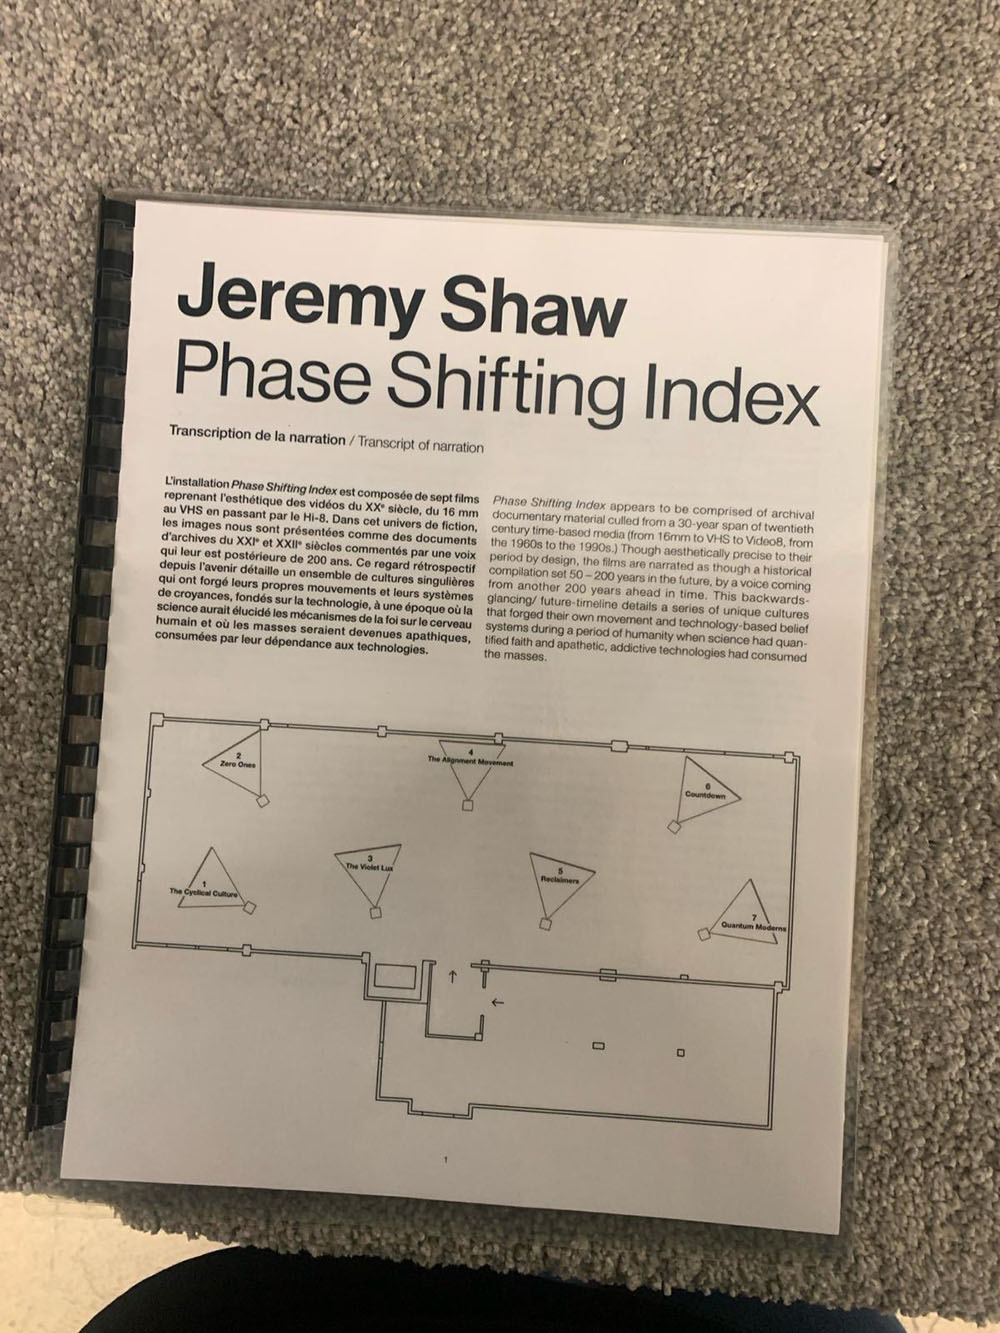 Jeremy Shaw
Phase Shifting Index
Transcription de la narration / Transcript of narration
L'installation Phase Shifting Index est composée de sept films
reprenant l'esthétique des vidéos du XXe siècle, du 16 mm
au VHS en passant par le Hi-8. Dans cet univers de fiction,
les images nous sont présentées comme des documents
d'archives du XXIe et XXIIe siècles commentés par une voix
qui leur est postérieure de 200 ans. Ce regard rétrospectif
depuis l'avenir détaille un ensemble de cultures singulières
qui ont forgé leurs propres mouvements et leurs systèmes
de croyances, fondés sur la technologie, à une époque où la
science aurait élucidé les mécanismes de la foi sur le cerveau
humain et où les masses seraient devenues apathiques,
consumées par leur dépendance aux technologies.
Phase Shifting Index appears to be comprised of archival
documentary material culled from a 30-year span of twentieth
century time-based media (from 16mm to VHS to Video8, from
the 1960s to the 1990s.) Though aesthetically precise to their
period by design, the films are narrated as though a historical
compilation set 50 – 200 years in the future, by a voice coming
from another 200 years ahead in time. This backwards-
glancing/ future-timeline details a series of unique cultures
that forged their own movement and technology-based belief
systems during a period of humanity when science had quan-
tified faith and apathetic, addictive technologies had consumed
the masses.
2
Zero Ones
4
The Alignment Movement
6
Countdown
1
The Cyclical Culture
3
The Violet Lux
5
Reclaimers
7
Quantum Moderns
1